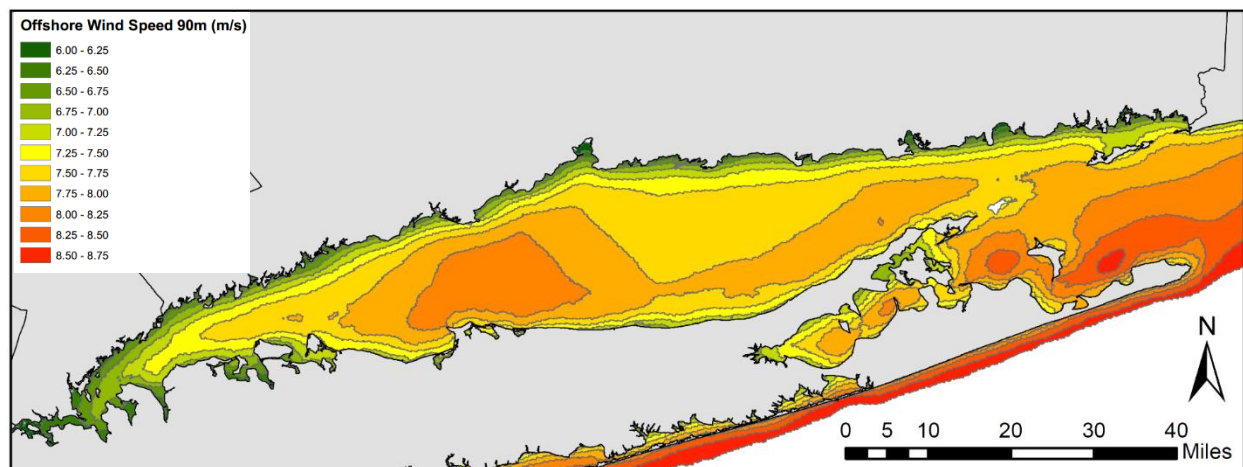 Offshore Wind Speed 90m (m/s)
6.00 - 6.25
6.25 - 6.50
6.50 - 6.75
6.75 - 7.00
7.00 - 7.25
7.25 - 7.50
7.50 - 7.75
7.75 - 8.00
8.00 - 8.25
8.25 - 8.50
8.50 - 8.75
N
0 5 10 20 30 40
Miles